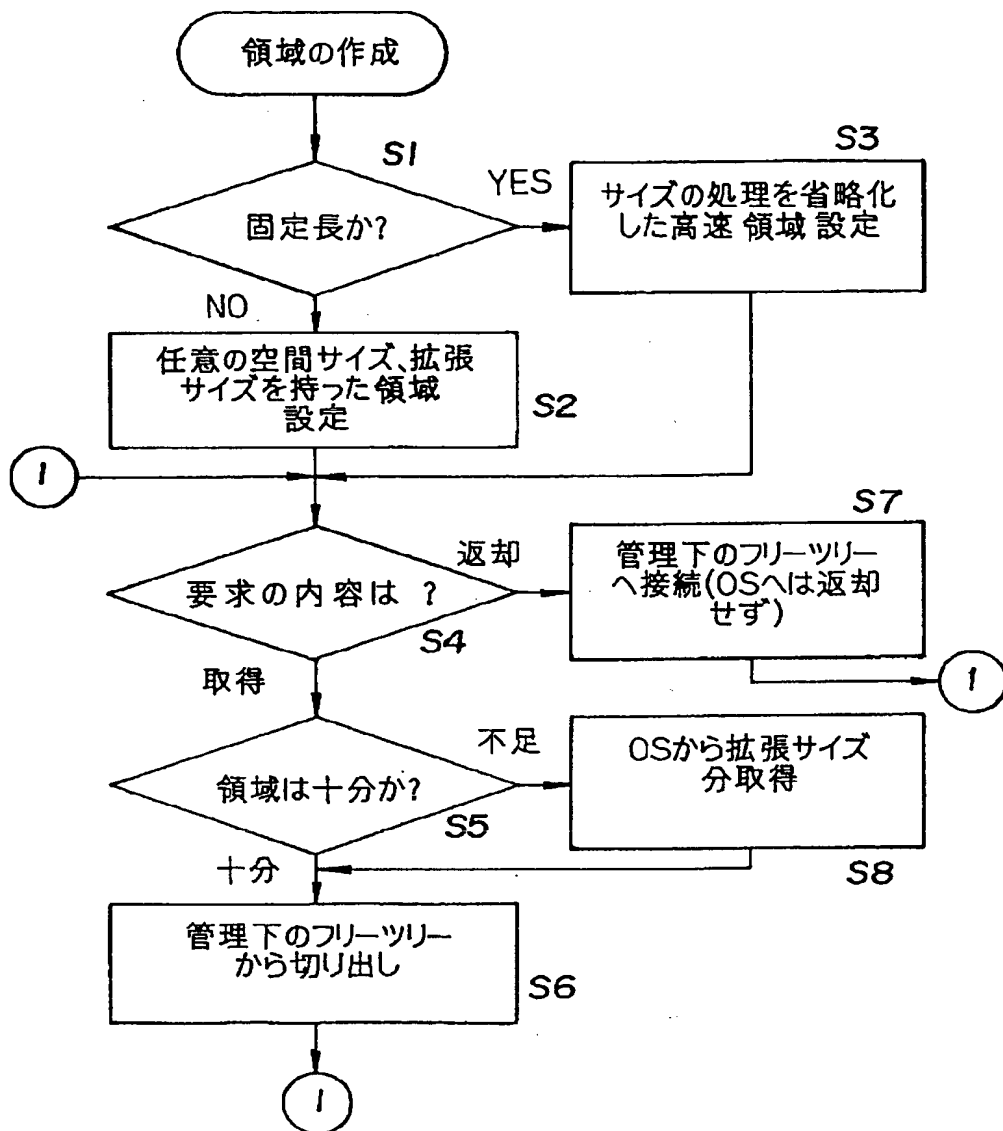 領域の作成
S1
固定長か?
YES
S3
サイズの処理を省略化
した高速領域設定
NO
任意の空間サイズ、拡張
サイズを持った領域
設定
S2
1
要求の内容は?
返却
S4
S7
管理下のフリーツリー
へ接続(OSへは返却
せず)
1
取得
領域は十分か?
不足
S5
OSから拡張サイズ
分取得
S8
十分
管理下のフリーツリー
から切り出し
S6
1